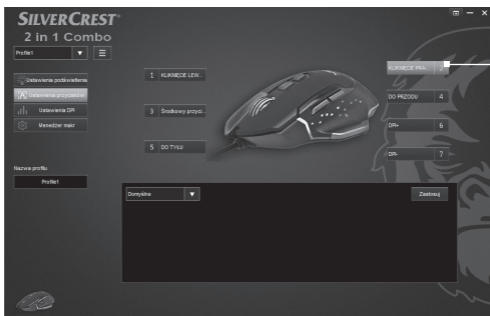 SILVERCREST®
2 in 1 Combo
Profile1
Ustawienia podświetlenia
Ustawienia przycisków
Ustawienia DPI
Menedżer makr
Nazwa profilu
Profile1
1 KLIKNIĘCIE LEW...
3 Środkowy przyci...
5 DO TYŁU
KLIKNIĘCIE PRA... 2
DO PRZODU 4
DPI+ 6
DPI- 7
Domyślne
Zastosuj